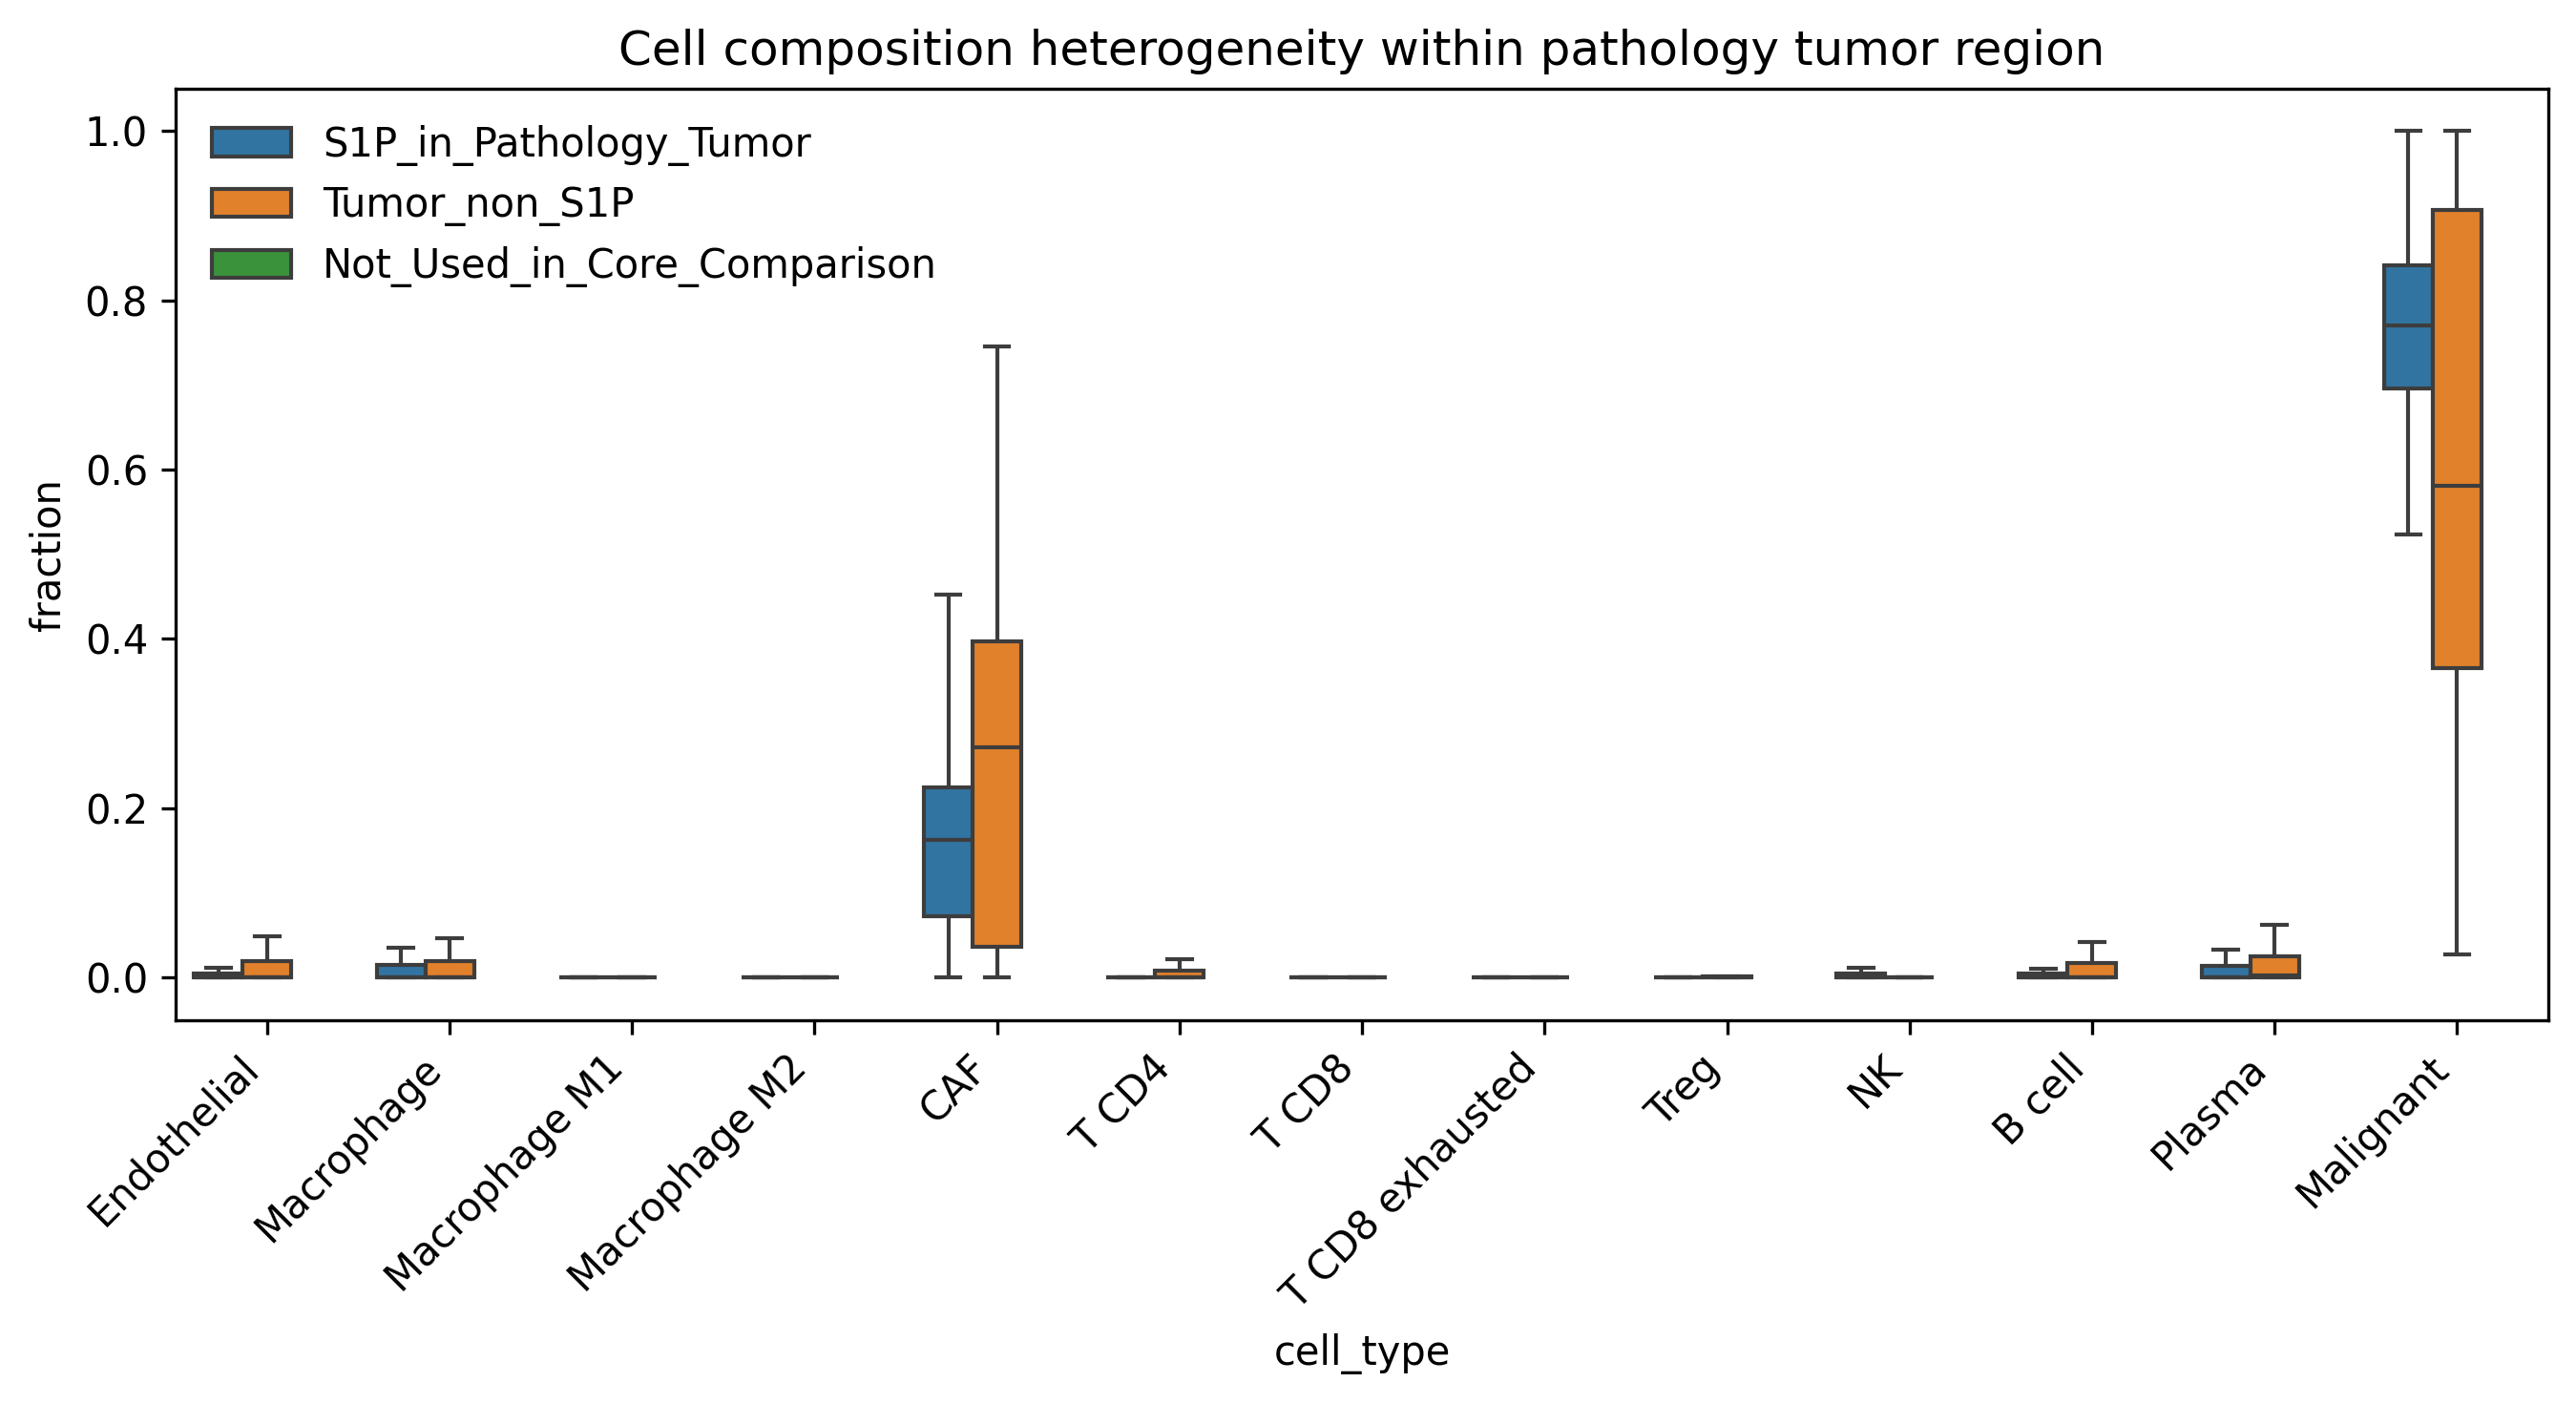 Cell composition heterogeneity within pathology tumor region
S1P_in_Pathology_Tumor
Tumor_non_S1P
Not_Used_in_Core_Comparison
1.0
0.8
0.6
0.4
0.2
0.0
fraction
Endothelial
Macrophage
Macrophage M1
Macrophage M2
CAF
T CD4
T CD8
T CD8 exhausted
Treg
NK
B cell
Plasma
Malignant
cell_type